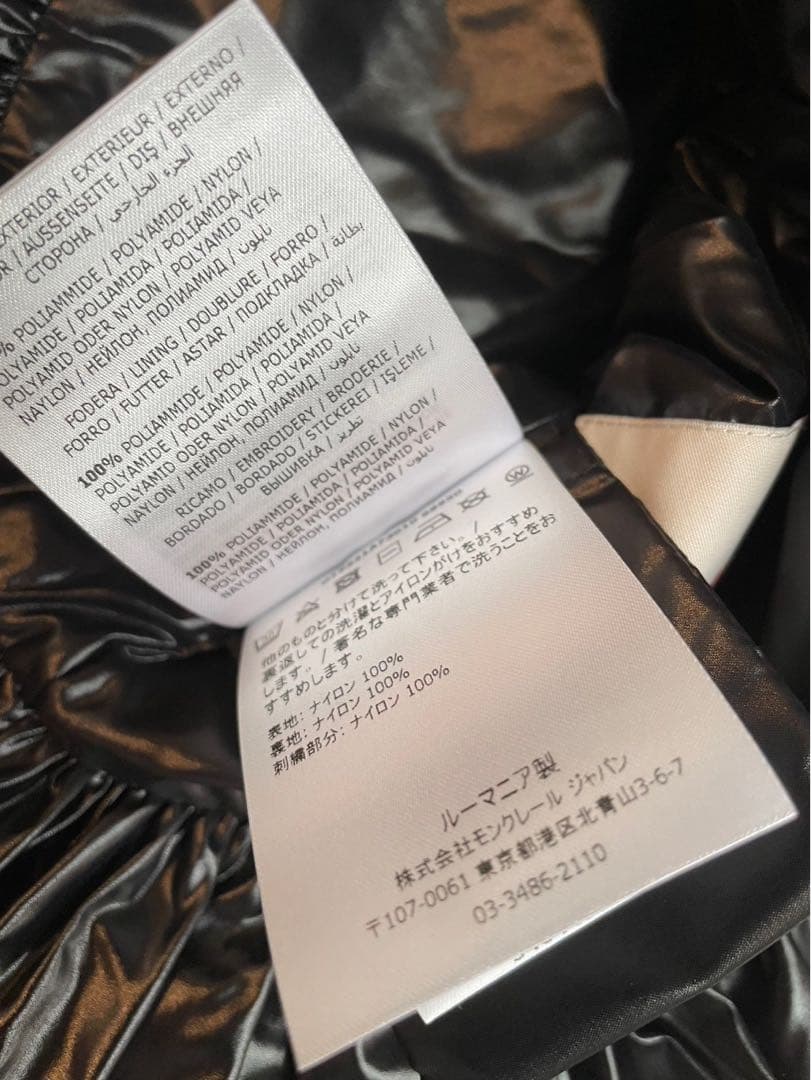 EXTERIOR / EXTERIEUR / EXTERNO /
/ AUSSENSEITE / DIŞ / ВНЕШНЯЯ
СТОРОНА / الجزء الخارجي
POLIAMMIDE / POLYAMIDE / NYLON /
POLYAMIDE / POLIAMIDA / POLIAMIDA /
POLYAMID ODER NYLON / POLYAMID VEYA
NAYLON / НЕЙЛОН, ПОЛИАМИД / نايلون
FODERA / LINING / DOUBLURE / FORRO /
FORRO / FUTTER / ASTAR / ПОДКЛАДКА / بطانة
100% POLIAMMIDE / POLYAMIDE / NYLON /
POLYAMIDE / POLIAMIDA / POLIAMIDA /
POLYAMID ODER NYLON / POLYAMID VEYA
NAYLON / НЕЙЛОН, ПОЛИАМИД / نايلون
RICAMO / EMBROIDERY / BRODERIE /
BORDADO / BORDADO / STICKEREI / İŞLEME /
ВЫШИВКА / تطريز
100% POLIAMMIDE / POLYAMIDE / NYLON /
POLYAMIDE / POLIAMIDA / POLIAMIDA /
POLYAMID ODER NYLON / POLYAMID VEYA
NAYLON / НЕЙЛОН, ПОЛИАМИД / نايلون
他のものと分けて洗って下さい。/
裏返しての洗濯とアイロンがけをおすすめ
します。/ 著名な専門業者で洗うことをお
すすめします。
表地: ナイロン 100%
裏地: ナイロン 100%
刺繍部分: ナイロン 100%
ルーマニア製
株式会社モンクレール ジャパン
〒107-0061 東京都港区北青山3-6-7
03-3486-2110